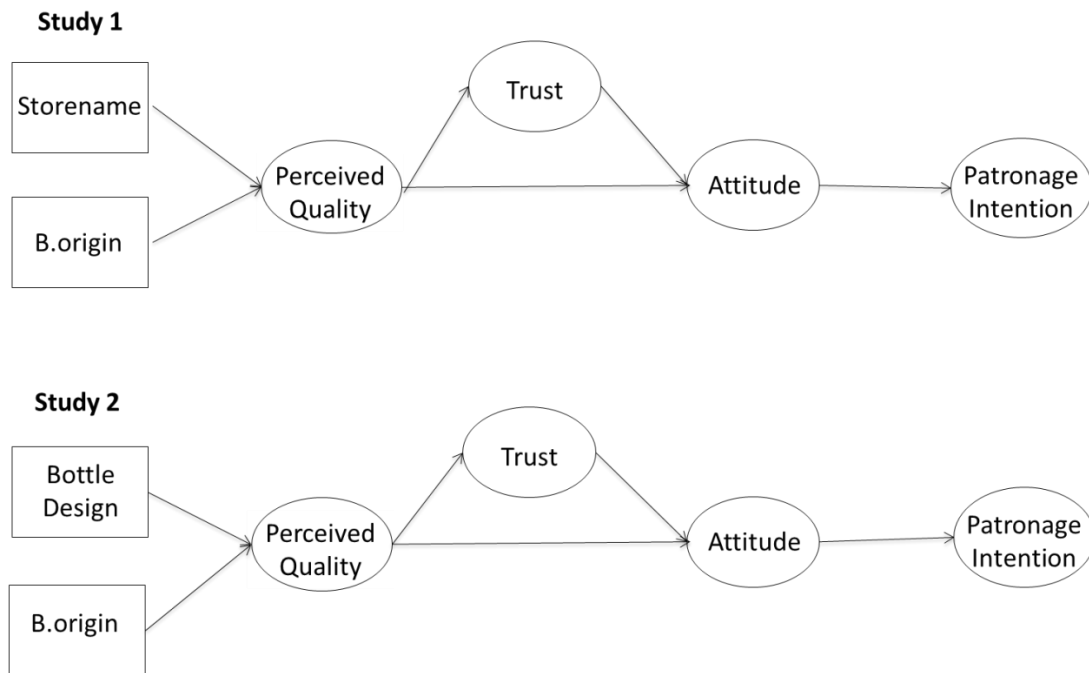 Study 1
Storename
Trust
Perceived
Quality
Attitude
Patronage
Intention
B.origin
Study 2
Bottle
Design
Trust
Perceived
Quality
Attitude
Patronage
Intention
B.origin